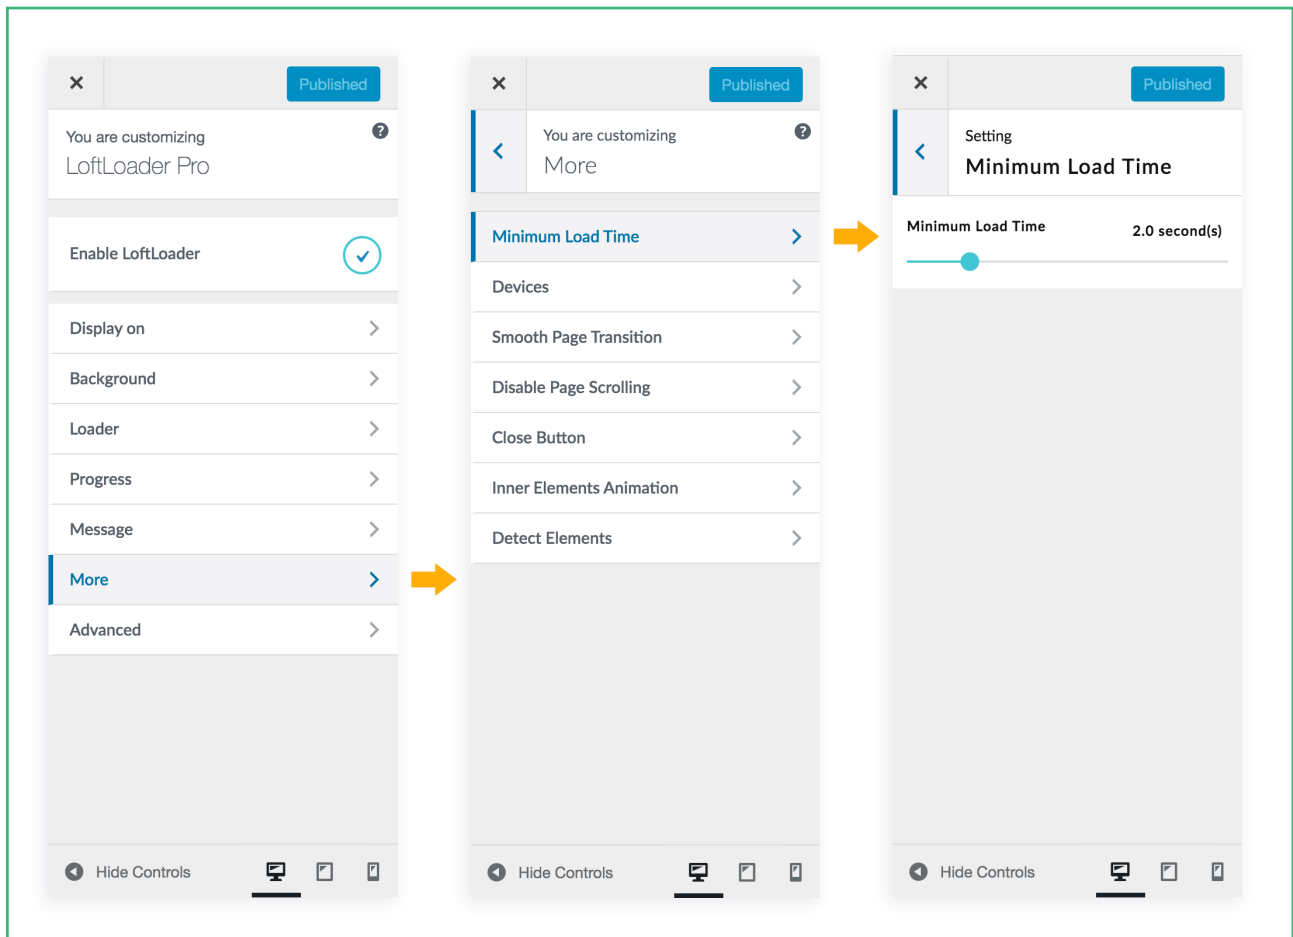 Published
You are customizing
LoftLoader Pro
Enable LoftLoader
Display on
Background
Loader
Progress
Message
More
Advanced
Hide Controls
Published
You are customizing
More
Minimum Load Time
Devices
Smooth Page Transition
Disable Page Scrolling
Close Button
Inner Elements Animation
Detect Elements
Hide Controls
Published
Setting
Minimum Load Time
Minimum Load Time 2.0 second(s)
Hide Controls